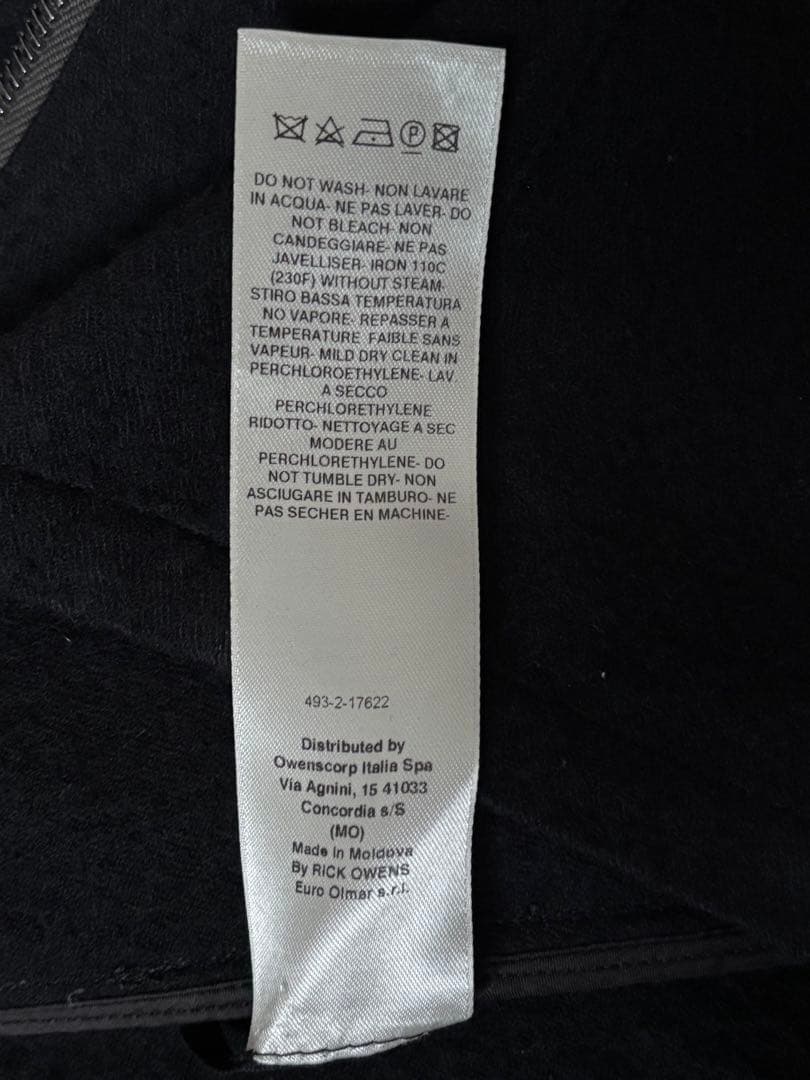 P
DO NOT WASH- NON LAVARE
IN ACQUA- NE PAS LAVER- DO
NOT BLEACH- NON
CANDEGGIARE- NE PAS
JAVELLISER- IRON 110C
(230F) WITHOUT STEAM-
STIRO BASSA TEMPERATURA
NO VAPORE- REPASSER A
TEMPERATURE FAIBLE SANS
VAPEUR- MILD DRY CLEAN IN
PERCHLOROETHYLENE- LAV.
A SECCO
PERCHLORETHYLENE
RIDOTTO- NETTOYAGE A SEC
MODERE AU
PERCHLORETHYLENE- DO
NOT TUMBLE DRY- NON
ASCIUGARE IN TAMBURO- NE
PAS SECHER EN MACHINE-
493-2-17622
Distributed by
Owenscorp Italia Spa
Via Agnini, 15 41033
Concordia s/S
(MO)
Made in Moldova
By RICK OWENS
Euro Olmar s.r.l.